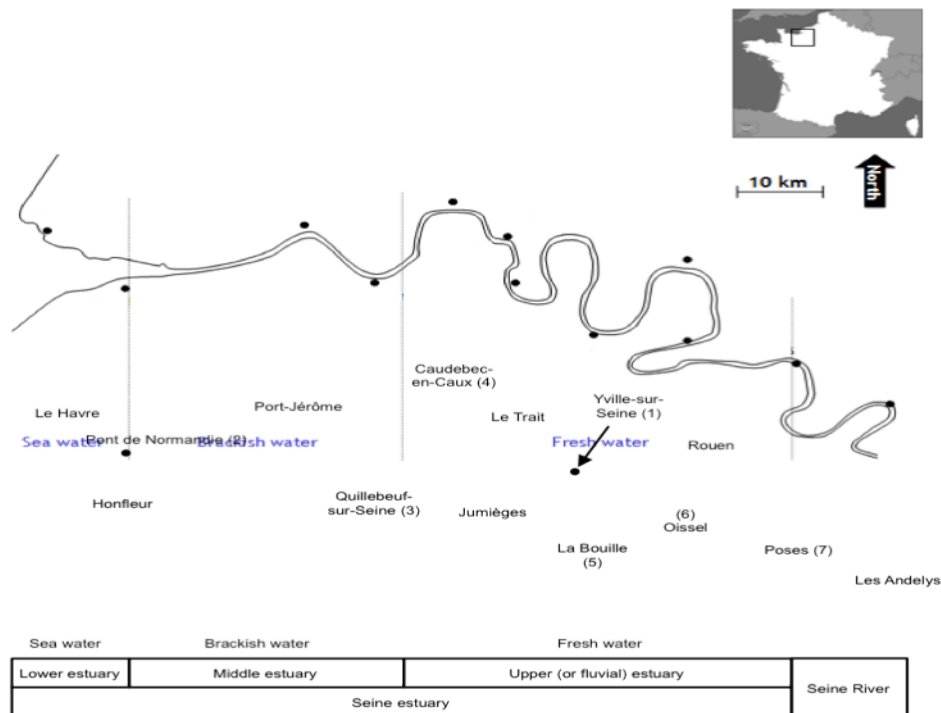 10 km
North
Caudebec-
en-Caux (4)
Le Havre
Port-Jérôme
Le Trait
Yville-sur-
Seine (1)
Sea water
Pont de Normandie (2)
Brackish water
Fresh water
Rouen
Honfleur
Quillebeuf-
sur-Seine (3)
Jumièges
(6)
Oissel
La Bouille
(5)
Poses (7)
Les Andelys
Sea water
Brackish water
Fresh water
Lower estuary
Middle estuary
Upper (or fluvial) estuary
Seine River
Seine estuary